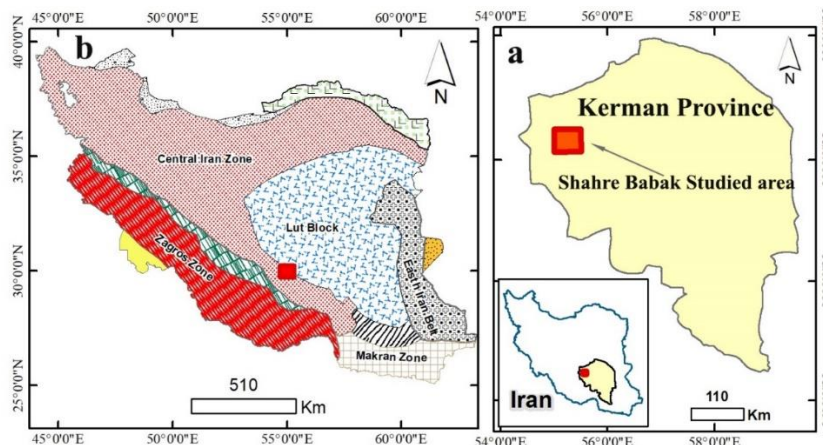 45°0'0"E 50°0'0"E 55°0'0"E 60°0'0"E
40°0'0"N
35°0'0"N
30°0'0"N
25°0'0"N
b
N
Central Iran Zone
Lut Block
Zagros Zone
Iran Belt
Makran Zone
510
Km
45°0'0"E 50°0'0"E 55°0'0"E 60°0'0"E
54°0'0"E 56°0'0"E 58°0'0"E
a
N
Kerman Province
Shahre Babak Studied area
Iran
110
Km
54°0'0"E 56°0'0"E 58°0'0"E